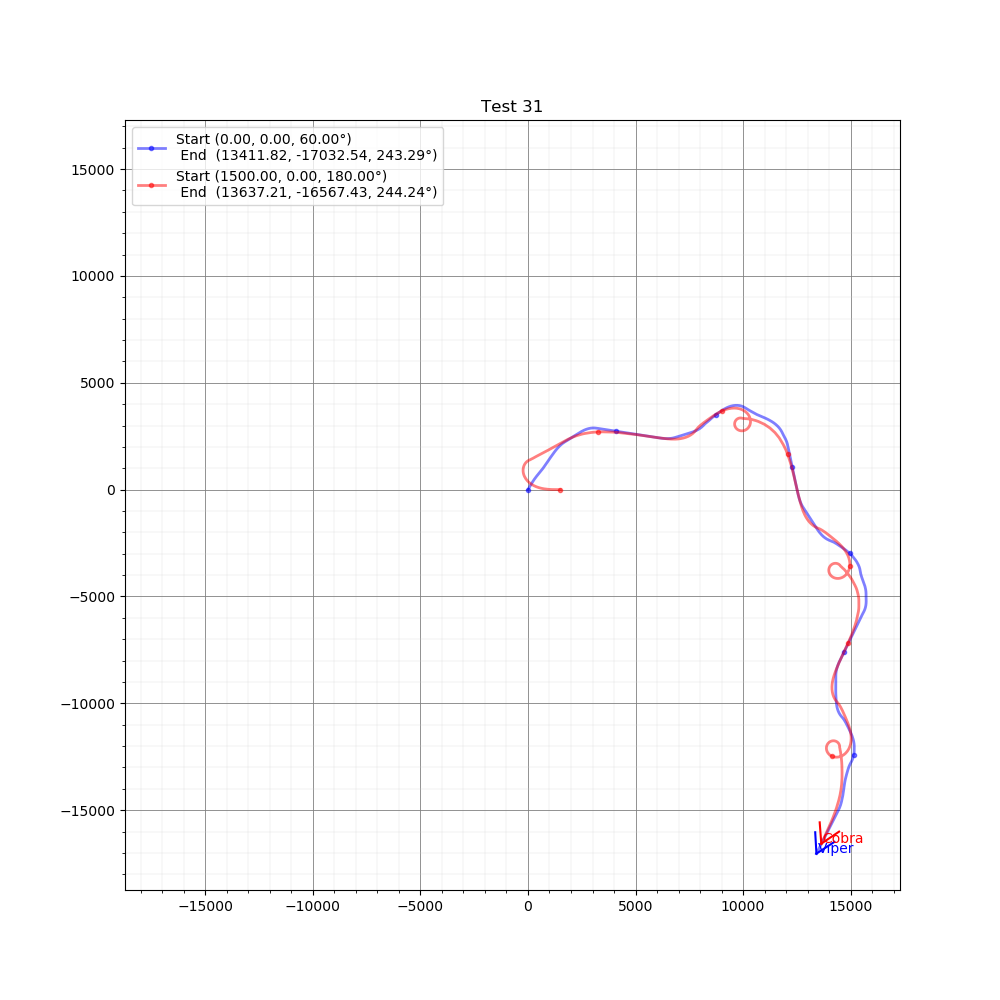 Test 31
Start (0.00, 0.00, 60.00°)
End (13411.82, -17032.54, 243.29°)
Start (1500.00, 0.00, 180.00°)
End (13637.21, -16567.43, 244.24°)
15000
10000
5000
0
−5000
−10000
−15000
Cobra
Viper
−15000 −10000 −5000 0 5000 10000 15000